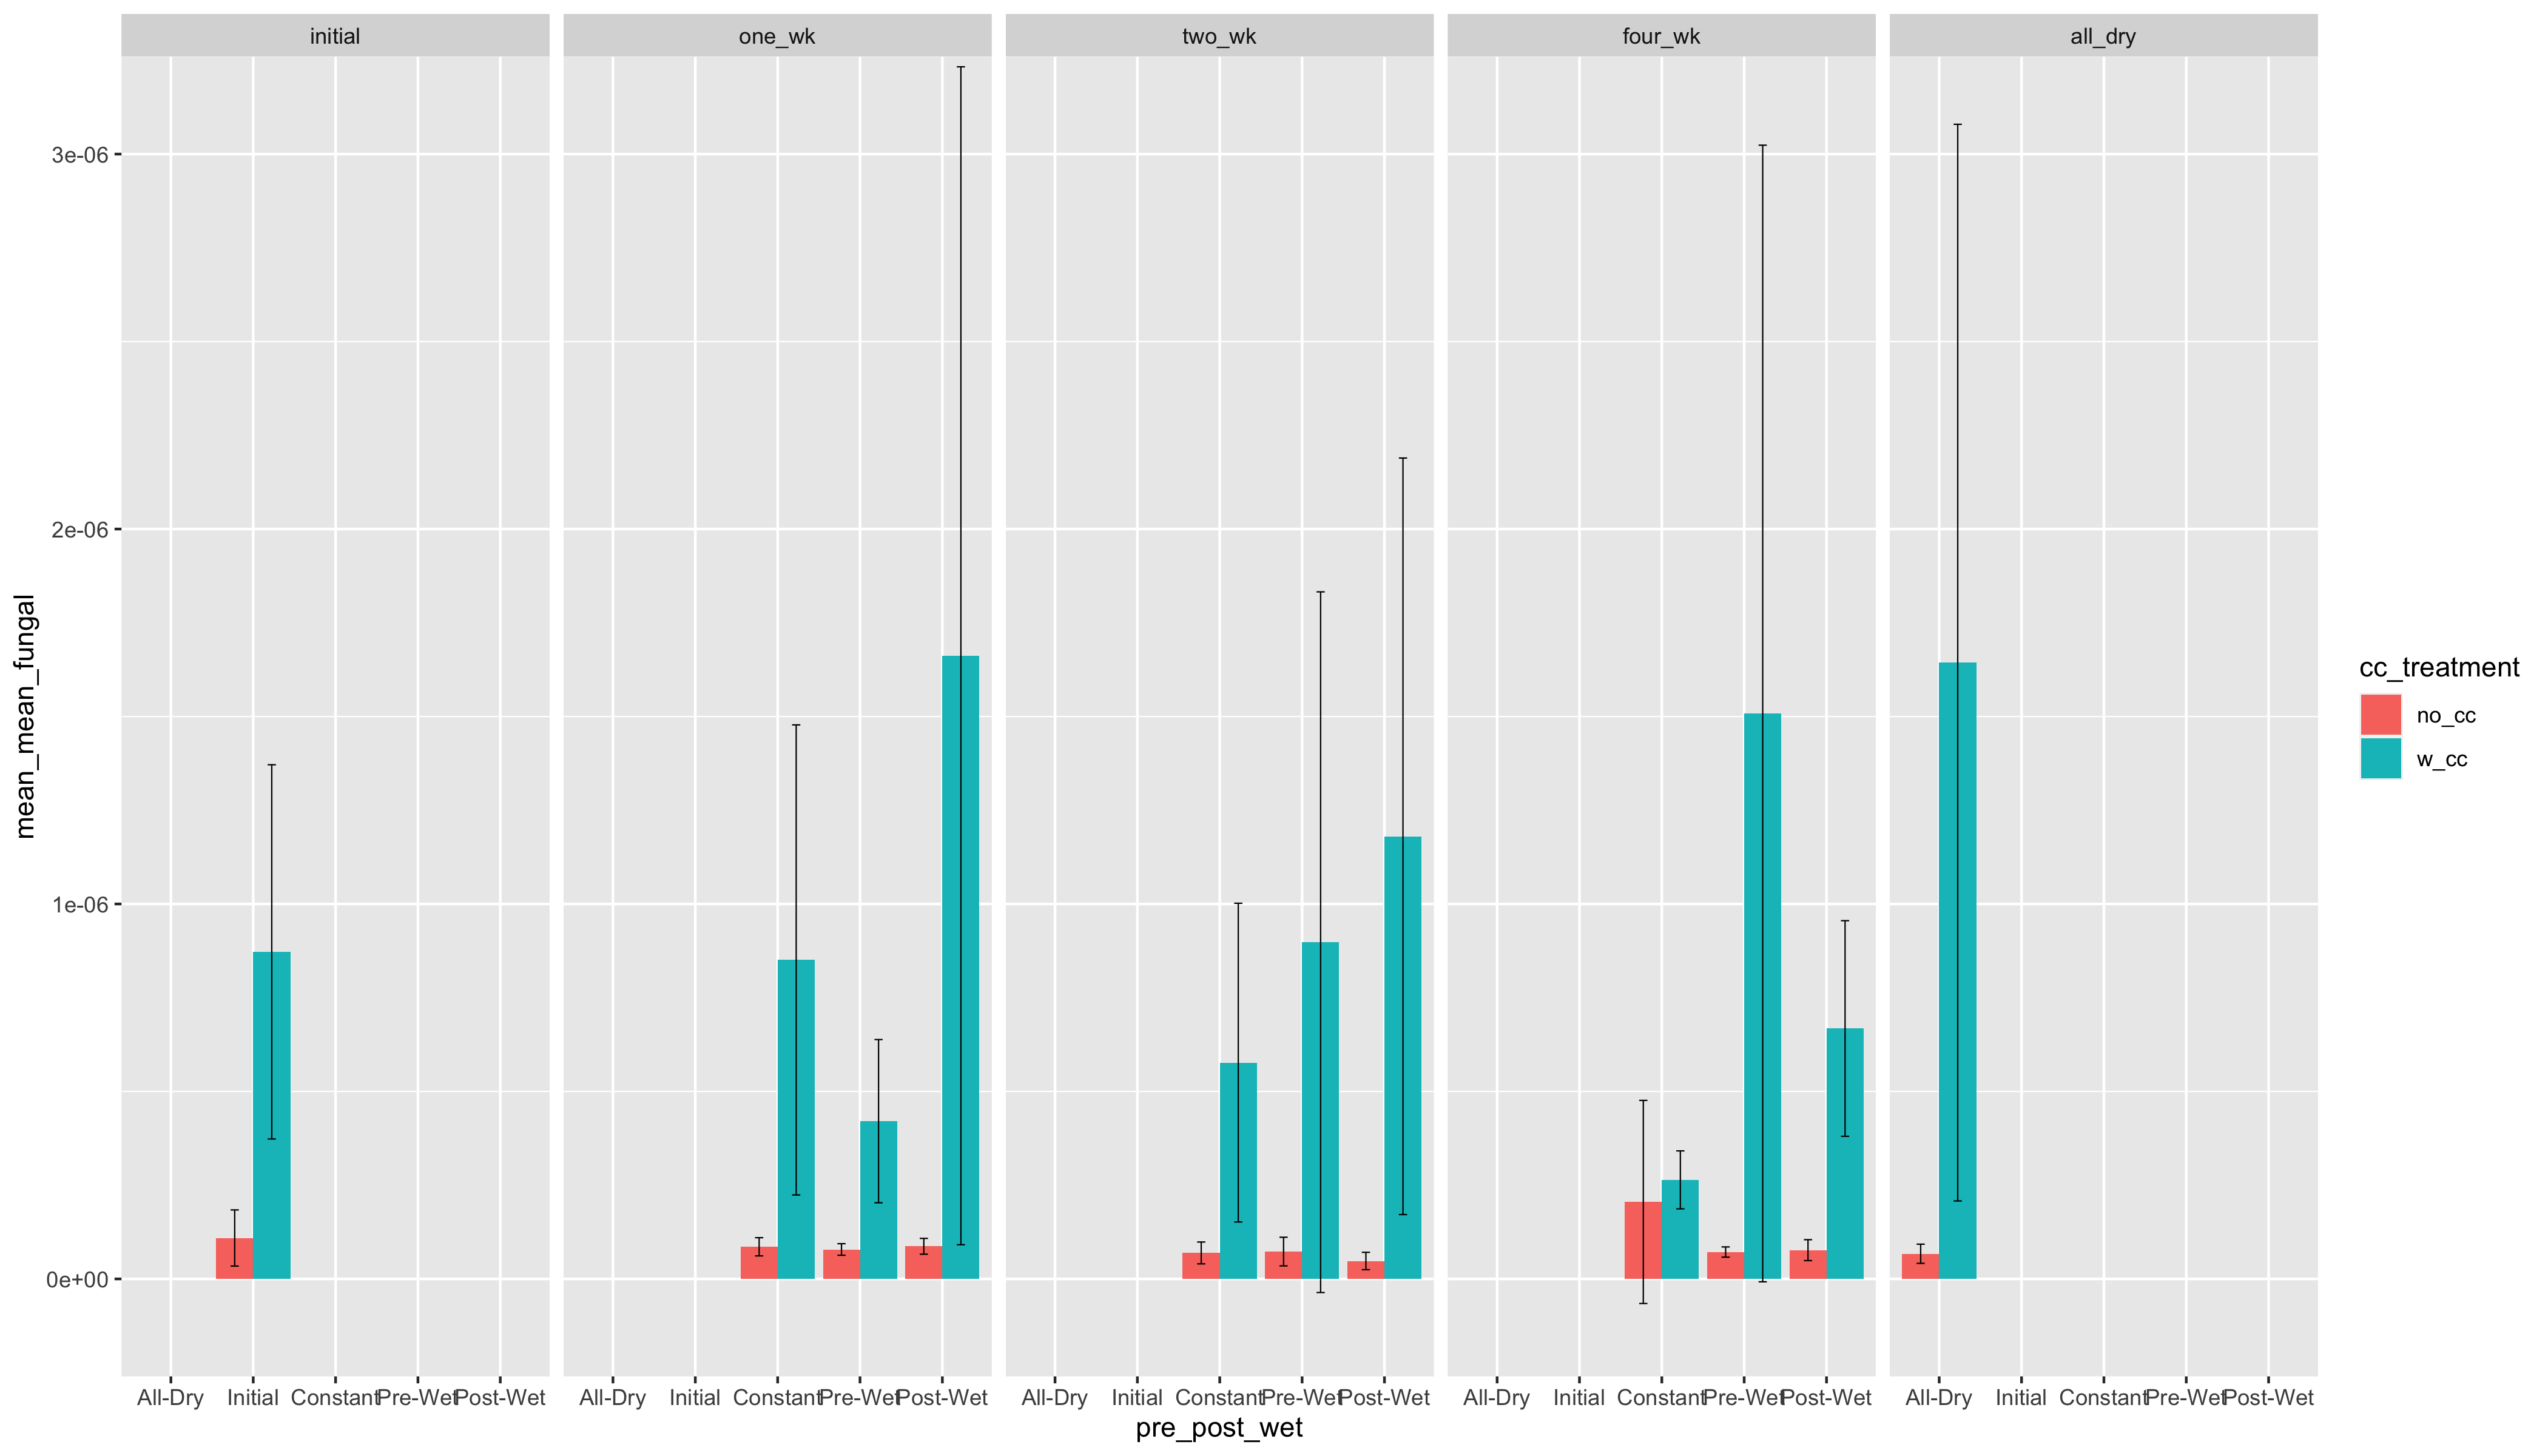 initial one_wk two_wk four_wk all_dry
3e-06
2e-06
1e-06
0e+00
mean_mean_fungal
All-Dry Initial Constant Pre-Wet Post-Wet All-Dry Initial Constant Pre-Wet Post-Wet All-Dry Initial Constant Pre-Wet Post-Wet All-Dry Initial Constant Pre-Wet Post-Wet All-Dry Initial Constant Pre-Wet Post-Wet
pre_post_wet
cc_treatment
no_cc
w_cc